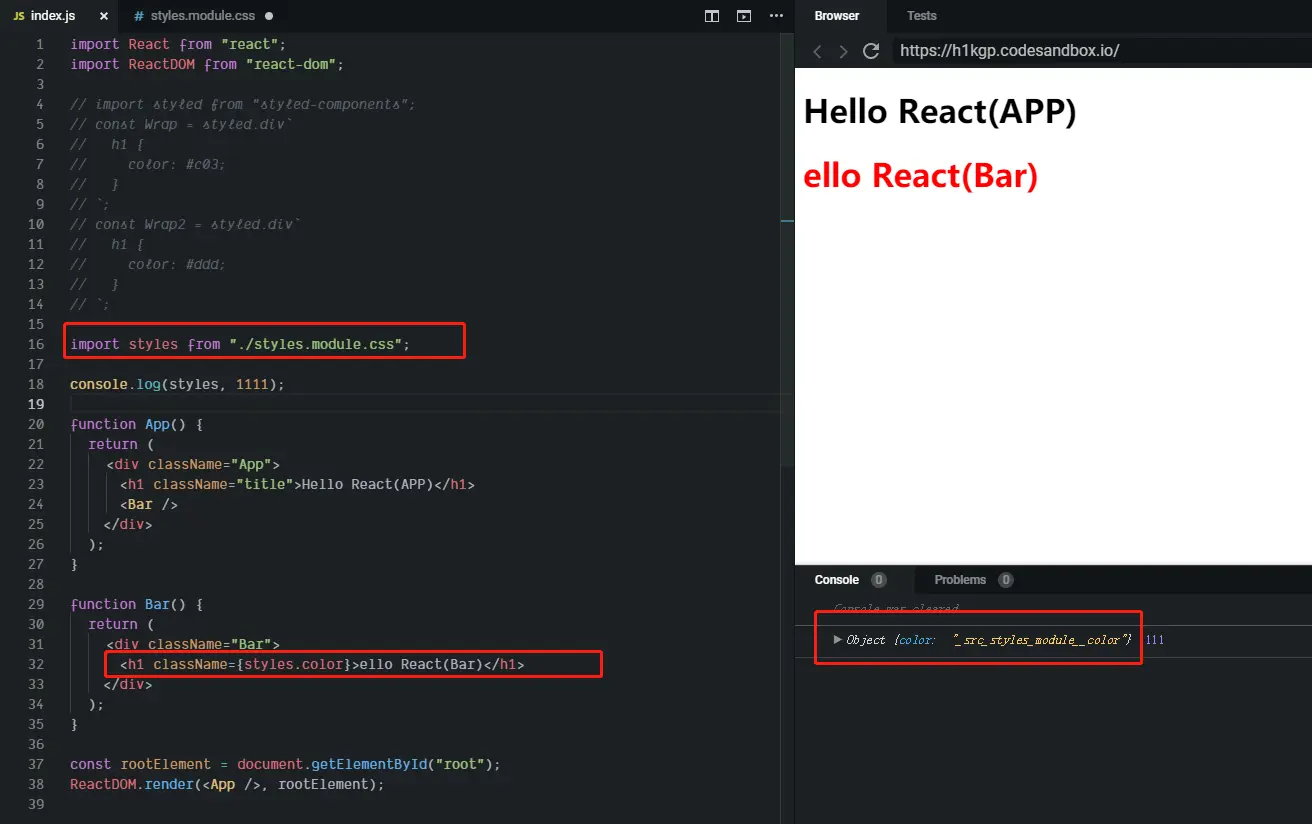 JS index.js × # styles.module.css ●
1 import React from "react";
2 import ReactDOM from "react-dom";
3
4 // import styled from "styled-components";
5 // const Wrap = styled.div`
6 //   h1 {
7 //     color: #c03;
8 //   }
9 // `;
10 // const Wrap2 = styled.div`
11 //   h1 {
12 //     color: #ddd;
13 //   }
14 // `;
15
16 import styles from "./styles.module.css";
17
18 console.log(styles, 1111);
19
20 function App() {
21   return (
22     <div className="App">
23       <h1 className="title">Hello React(APP)</h1>
24       <Bar />
25     </div>
26   );
27 }
28
29 function Bar() {
30   return (
31     <div className="Bar">
32       <h1 className={styles.color}>ello React(Bar)</h1>
33     </div>
34   );
35 }
36
37 const rootElement = document.getElementById("root");
38 ReactDOM.render(<App />, rootElement);
39
Browser Tests
https://h1kgp.codesandbox.io/
Hello React(APP)
ello React(Bar)
Console 0 Problems 0
Console was cleared
▶ Object {color: "_src_styles_module__color"} 111